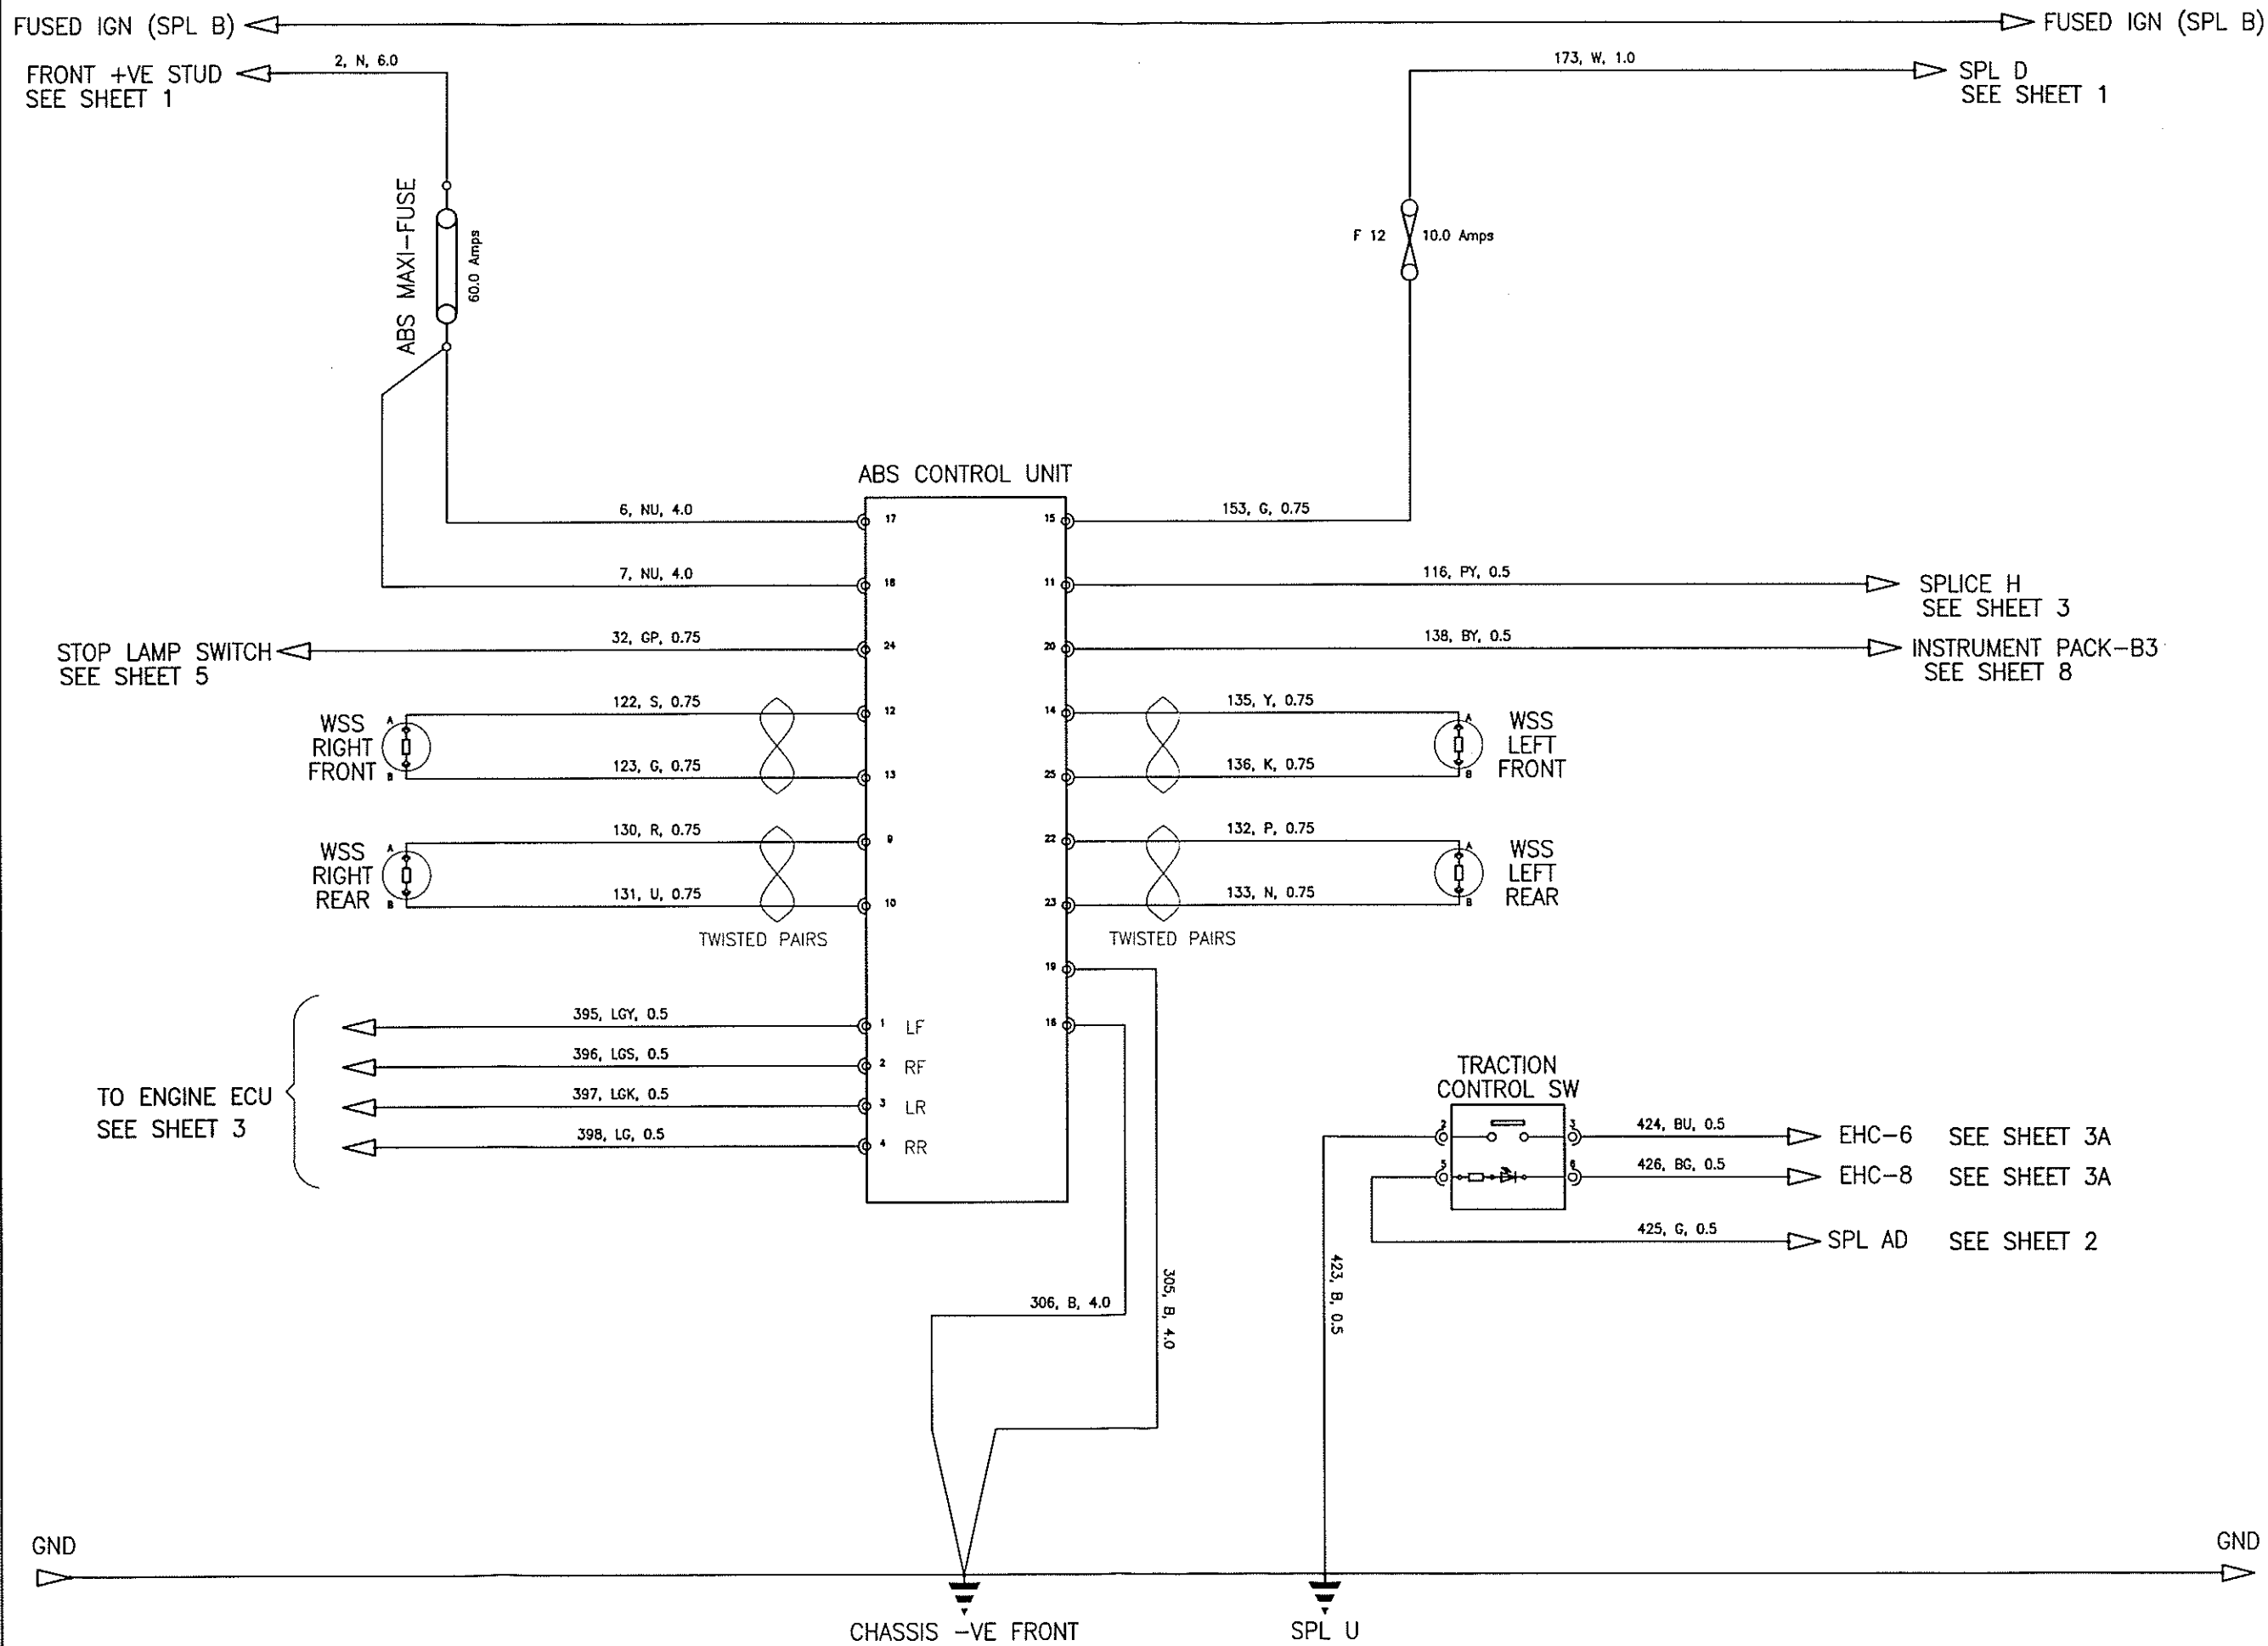 FUSED IGN (SPL B)
FUSED IGN (SPL B)
FRONT +VE STUD
SEE SHEET 1
2, N, 6.0
173, W, 1.0
SPL D
SEE SHEET 1
ABS MAXI-FUSE
60.0 Amps
F 12
10.0 Amps
ABS CONTROL UNIT
6, NU, 4.0
17
15
153, G, 0.75
7, NU, 4.0
18
11
116, PY, 0.5
SPLICE H
SEE SHEET 3
STOP LAMP SWITCH
SEE SHEET 5
32, GP, 0.75
24
20
138, BY, 0.5
INSTRUMENT PACK-B3
SEE SHEET 8
WSS
RIGHT
FRONT
A
B
122, S, 0.75
12
123, G, 0.75
13
14
135, Y, 0.75
25
136, K, 0.75
A
B
WSS
LEFT
FRONT
WSS
RIGHT
REAR
A
B
130, R, 0.75
9
131, U, 0.75
10
22
132, P, 0.75
23
133, N, 0.75
A
B
WSS
LEFT
REAR
TWISTED PAIRS
TWISTED PAIRS
19
16
TO ENGINE ECU
SEE SHEET 3
395, LGY, 0.5
1 LF
396, LGS, 0.5
2 RF
397, LGK, 0.5
3 LR
398, LG, 0.5
4 RR
TRACTION
CONTROL SW
2
3
424, BU, 0.5
EHC-6 SEE SHEET 3A
5
6
426, BG, 0.5
EHC-8 SEE SHEET 3A
425, G, 0.5
SPL AD SEE SHEET 2
306, B, 4.0
305, B, 4.0
423, B, 0.5
GND
GND
CHASSIS -VE FRONT
SPL U